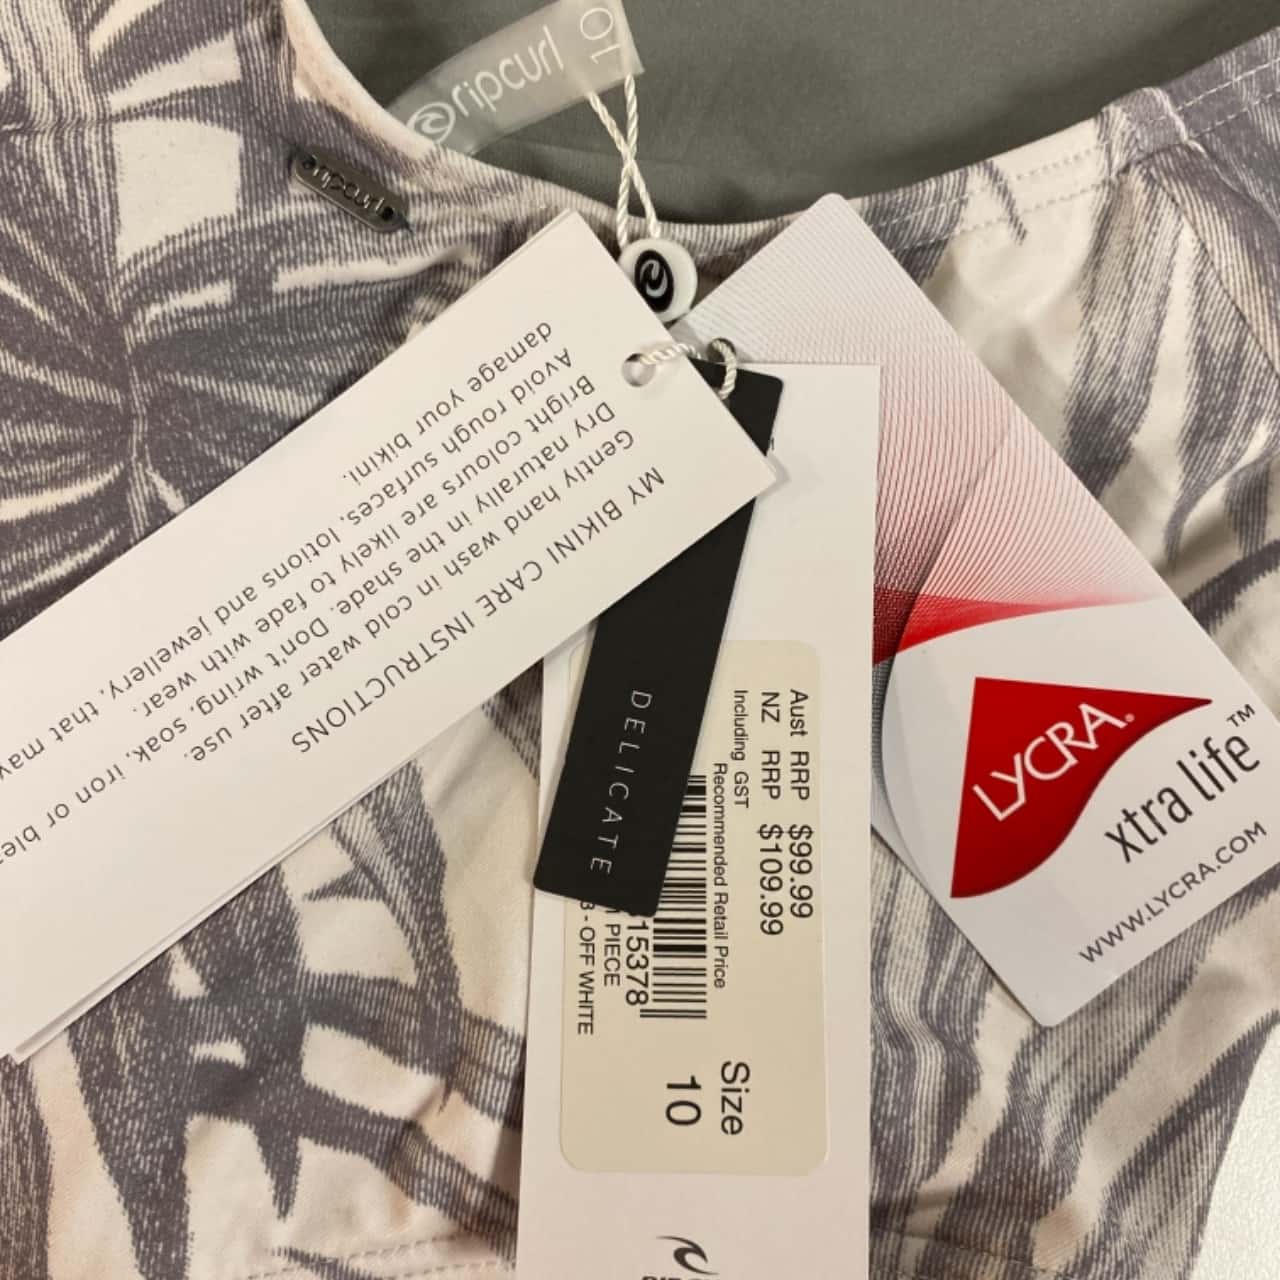 ripcurl 10
ripcurl
MY BIKINI CARE INSTRUCTIONS
Gently hand wash in cold water after use.
Dry naturally in the shade. Don't wring, soak, iron or
Bright colours are likely to fade with wear.
Avoid rough surfaces, lotions and jewellery, that may
damage your bikini.
DELICATE
Aust RRP $99.99
NZ RRP $109.99
Including GST
Recommended Retail Price
15378
PIECE
- OFF WHITE
Size
10
LYCRA®
xtra life™
WWW.LYCRA.COM